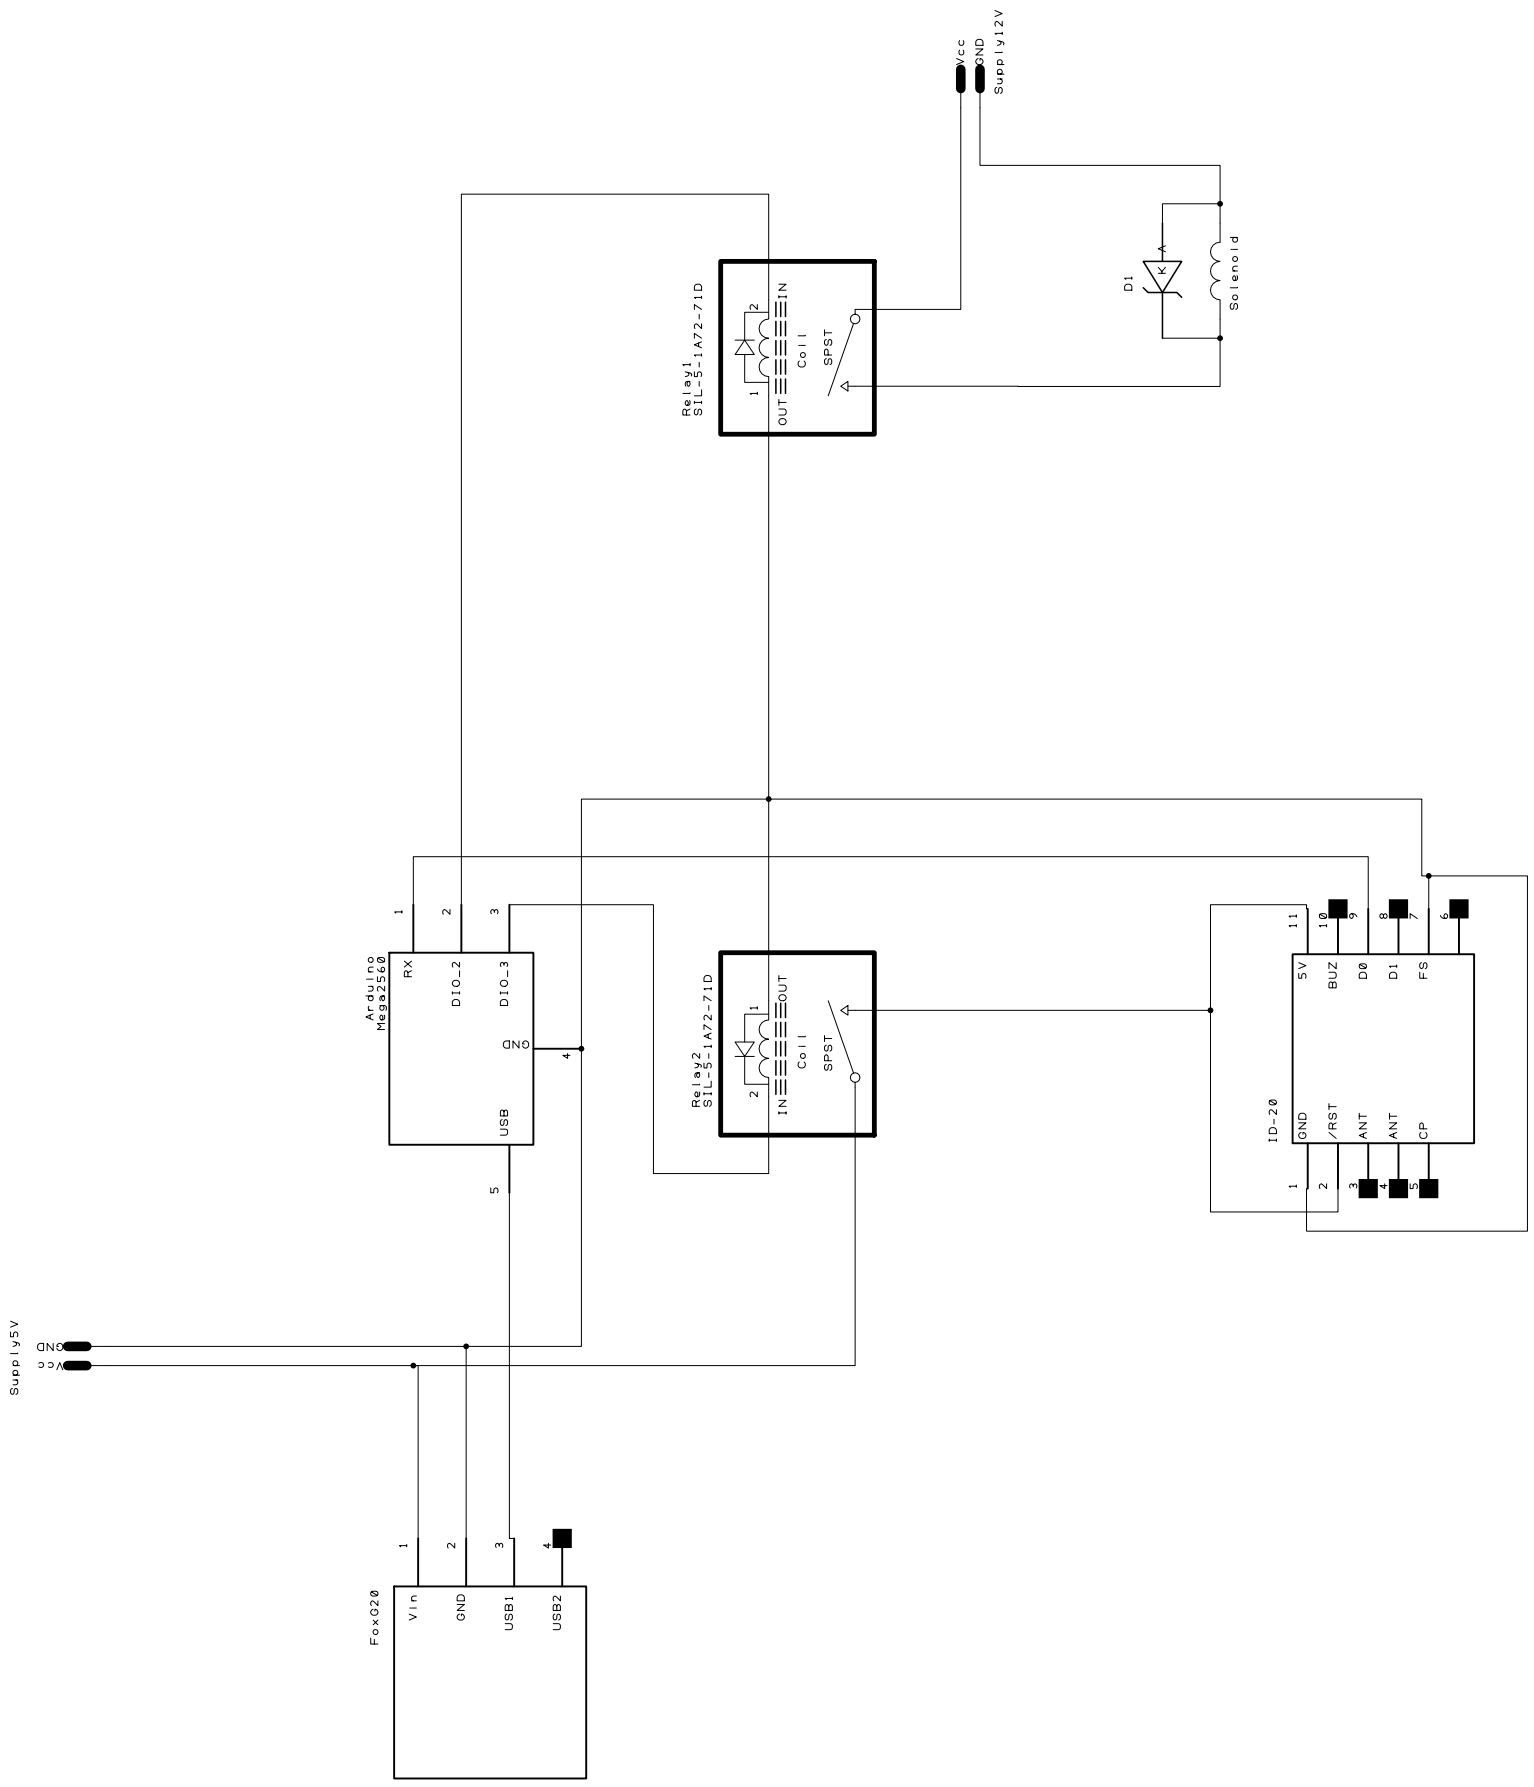 Vcc
GND
Supply12V
Relay1
SIL-5-1A72-71D
2
1
IN
OUT
Coil
SPST
D1
A
K
Solenoid
Arduino
Mega2560
1
2
3
RX
DIO_2
DIO_3
GND
4
USB
5
Relay2
SIL-5-1A72-71D
1
2
OUT
IN
Coil
SPST
ID-20
11
10
9
8
7
6
5V
BUZ
D0
D1
FS
GND
/RST
ANT
ANT
CP
1
2
3
4
5
Supply5V
GND
Vcc
FoxG20
1
2
3
4
Vin
GND
USB1
USB2